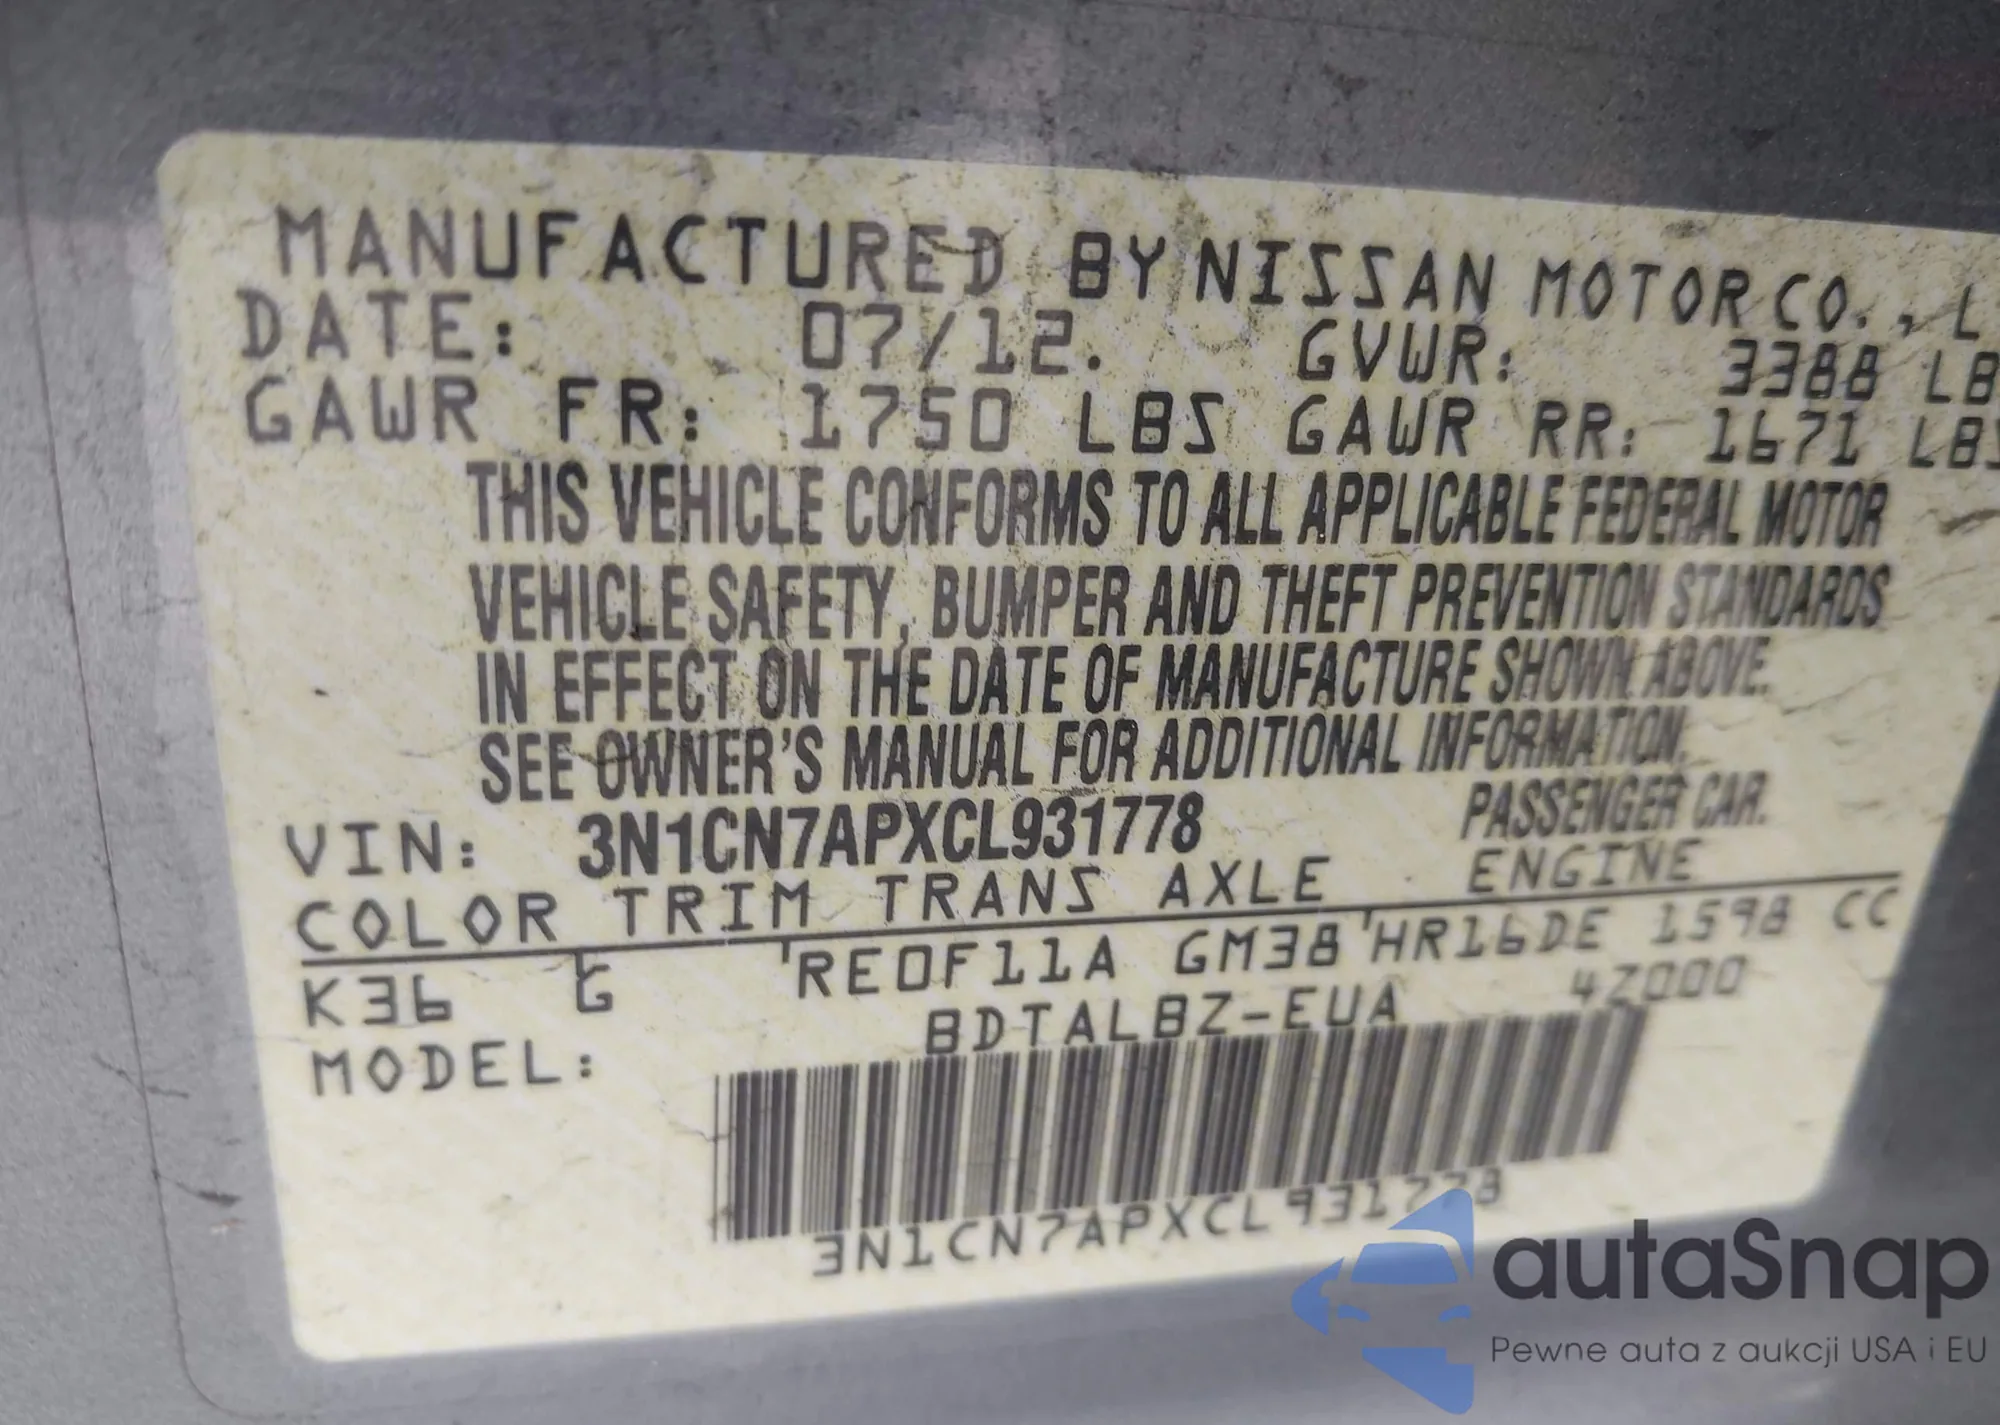 MANUFACTURED BY NISSAN MOTOR CO., L
DATE: 07/12. GVWR: 3388 LB
GAWR FR: 1750 LBS GAWR RR: 1671 LBS
THIS VEHICLE CONFORMS TO ALL APPLICABLE FEDERAL MOTOR
VEHICLE SAFETY, BUMPER AND THEFT PREVENTION STANDARDS
IN EFFECT ON THE DATE OF MANUFACTURE SHOWN ABOVE.
SEE OWNER'S MANUAL FOR ADDITIONAL INFORMATION.
VIN: 3N1CN7APXCL931778 PASSENGER CAR.
COLOR TRIM TRANS AXLE ENGINE
K36 G RE0F11A GM38 HR16DE 1598 CC
MODEL: BDTALBZ-EUA 4Z000
3N1CN7APXCL931778
autaSnap
Pewne auta z aukcji USA i EU